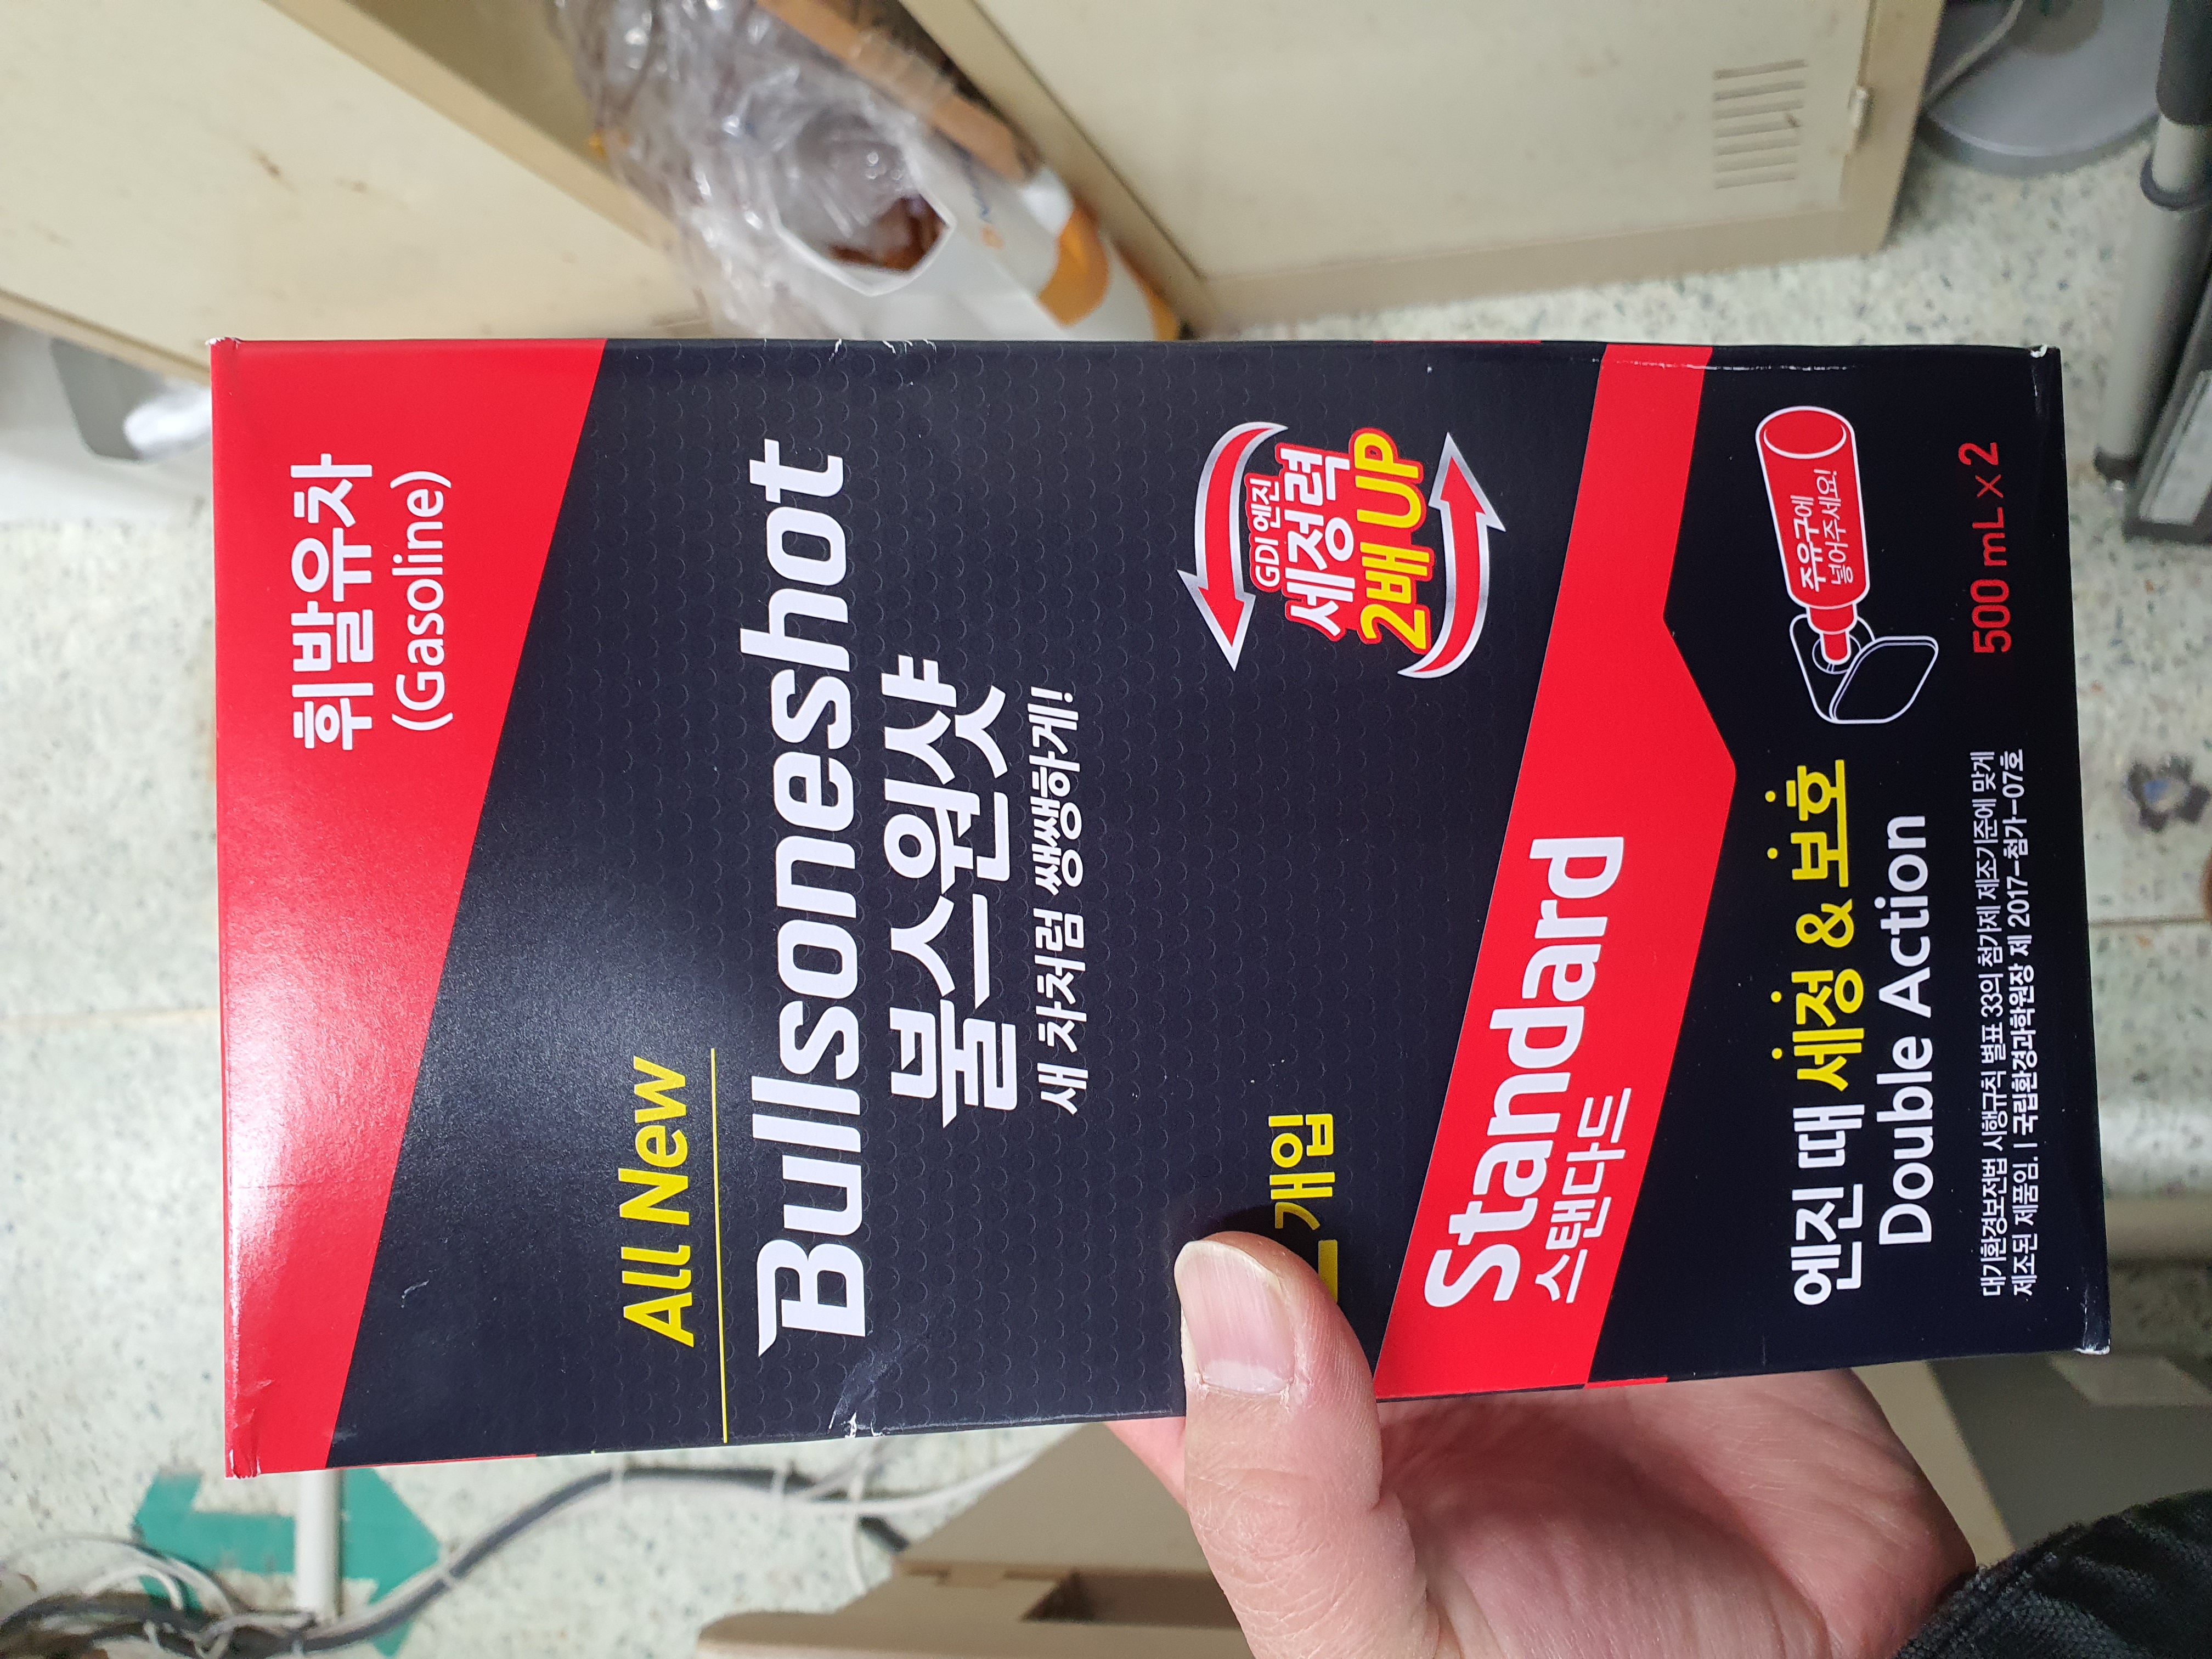 휘발유차
(Gasoline)
All New
Bullsoneshot
불스원샷
새 차처럼 쌩쌩하게!
GDI 엔진
세정력
2배 UP
개입
Standard
스탠다드
주유구에
넣어주세요!
엔진 때 세정 & 보호
Double Action
500 mL x 2
대기환경보전법 시행규칙 별표 33의 첨가제 제조기준에 맞게
제조된 제품임. | 국립환경과학원장 제 2017-첨가-07호